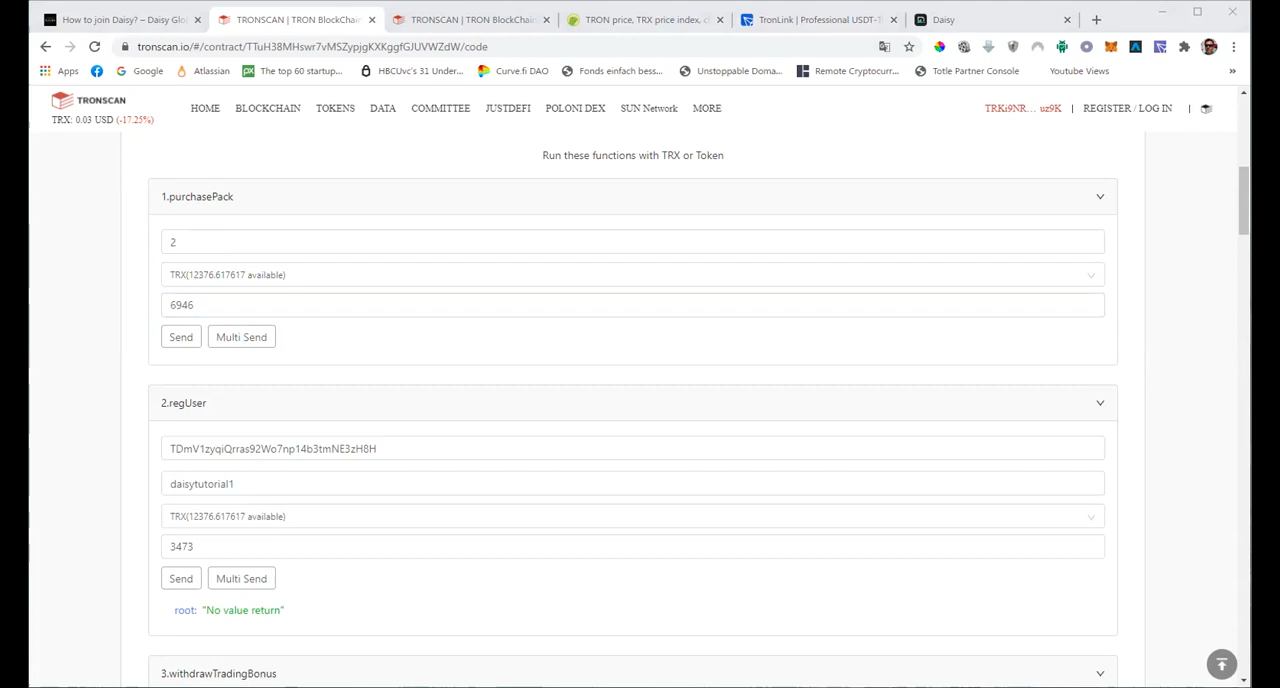 How to join Daisy? – Daisy Glo
TRONSCAN | TRON BlockChain
TRONSCAN | TRON BlockChain
TRON price, TRX price index, c
TronLink | Professional USDT-T
Daisy
tronscan.io/#/contract/TTuH38MHswr7vMSZypjgKXKggfGJUVWZdW/code
Apps
Google
Atlassian
The top 60 startup...
HBCUvc's 31 Under...
Curve.fi DAO
Fonds einfach bess...
Unstoppable Doma...
Remote Cryptocurr...
Totle Partner Console
Youtube Views
»
TRONSCAN
TRX: 0.03 USD (-17.25%)
HOME
BLOCKCHAIN
TOKENS
DATA
COMMITTEE
JUSTDEFI
POLONI DEX
SUN Network
MORE
TRKi9NR... uz9K
|
REGISTER / LOG IN
|
Run these functions with TRX or Token
1.purchasePack
2
TRX(12376.617617 available)
6946
Send
Multi Send
2.regUser
TDmV1zyqiQrras92Wo7np14b3tmNE3zH8H
daisytutorial1
TRX(12376.617617 available)
3473
Send
Multi Send
root: "No value return"
3.withdrawTradingBonus